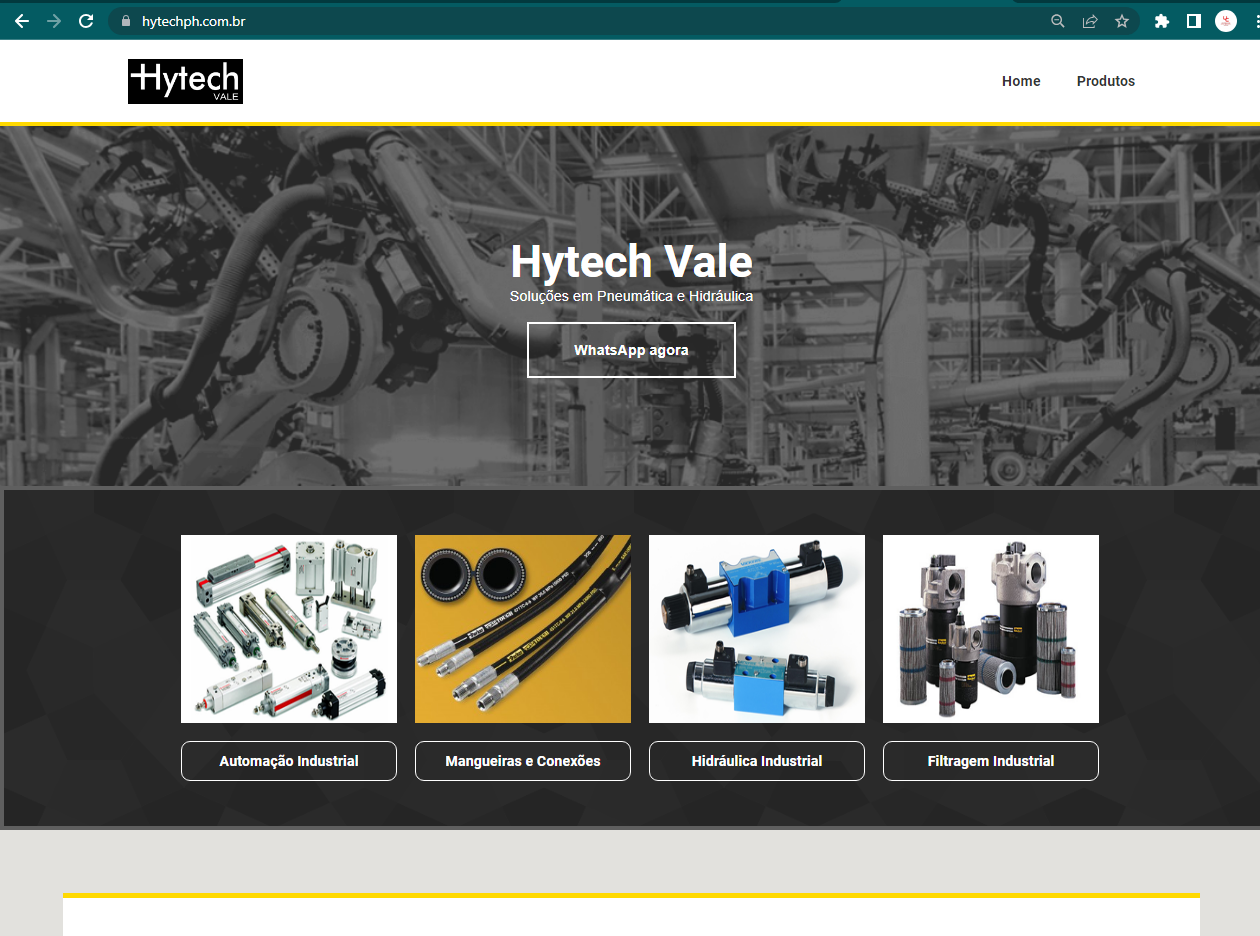 hytechph.com.br
Hytech
VALE
Home
Produtos
Hytech Vale
Soluções em Pneumática e Hidráulica
WhatsApp agora
Automação Industrial
Mangueiras e Conexões
Hidráulica Industrial
Filtragem Industrial